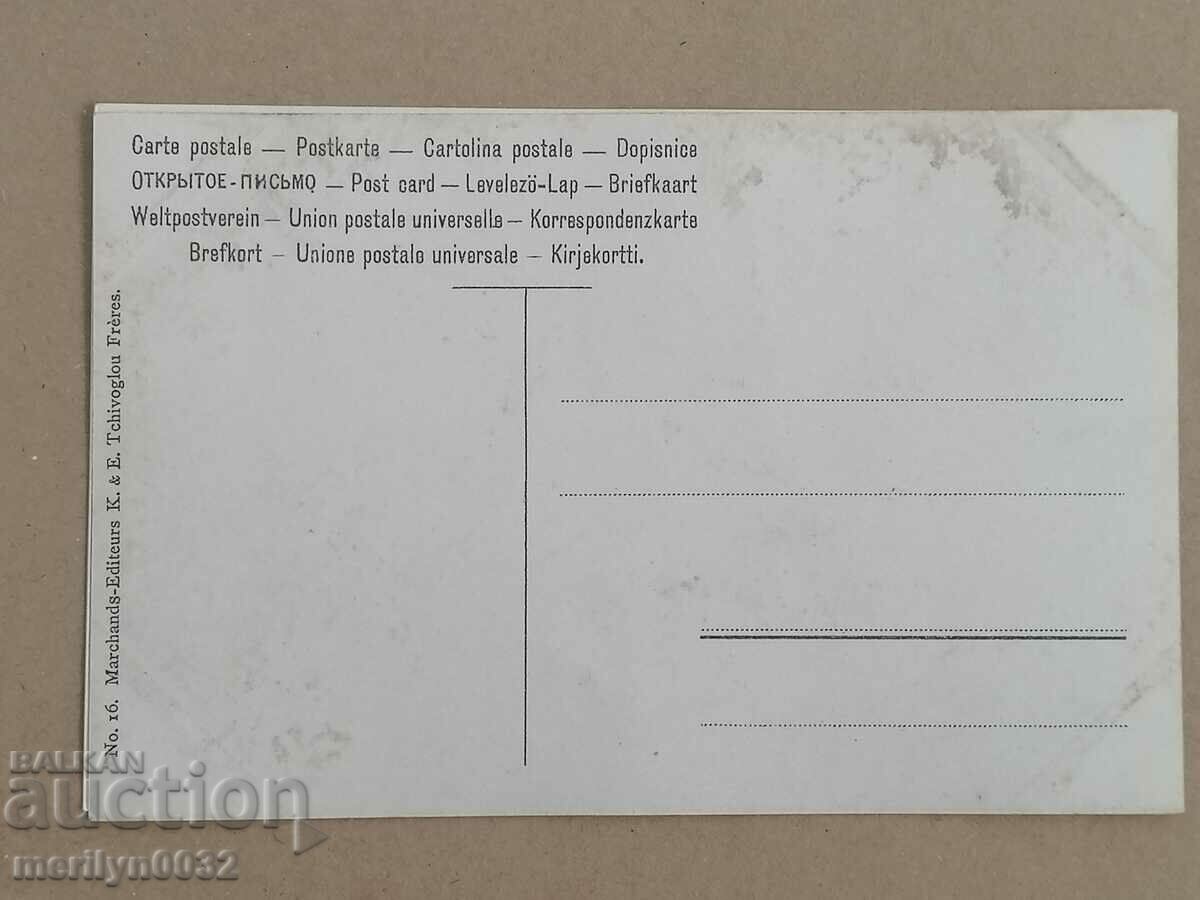 Carte postale — Postkarte — Cartolina postale — Dopisnice
ОТКРЫТОЕ-ПИСЬМО — Post card — Levelezö-Lap — Briefkaart
Weltpostverein — Union postale universelle — Korrespondenzkarte
Brefkort — Unione postale universale — Kirjekortti.
No. 16. Marchands-Editeurs K. & E. Tchivoglou Frères.
BALKAN
auction
merilyn0032